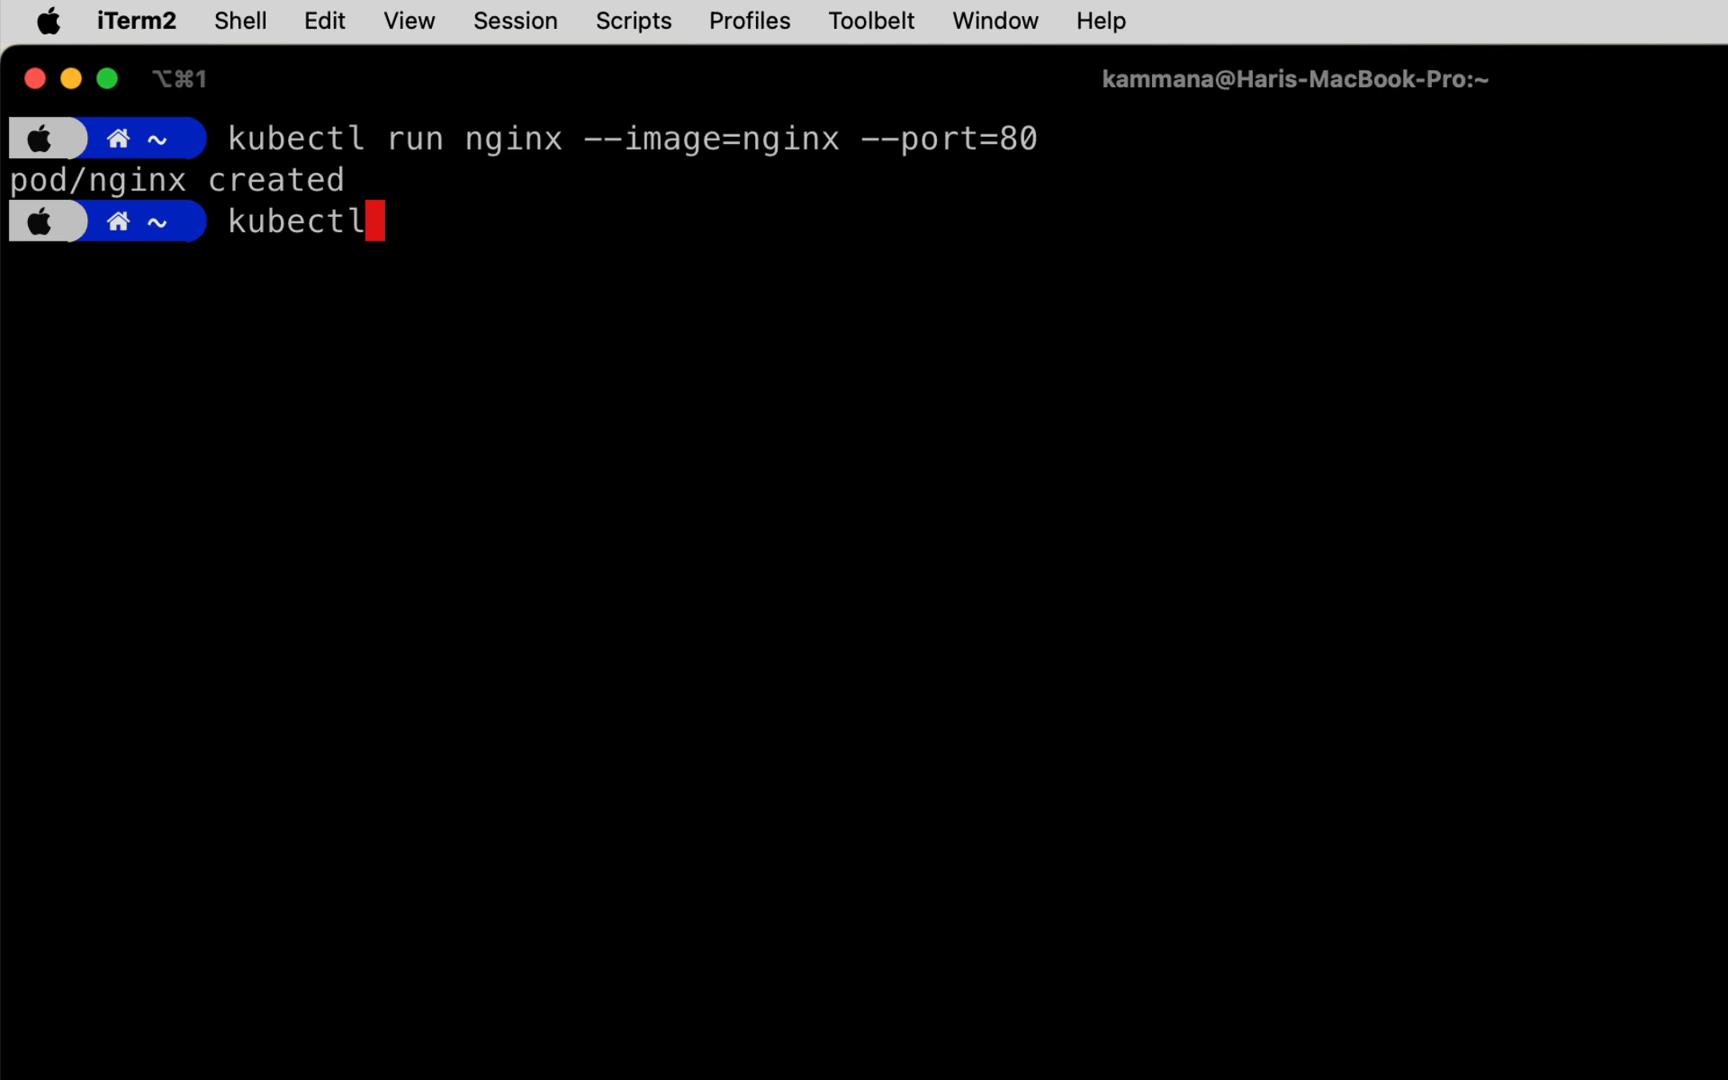 iTerm2 Shell Edit View Session Scripts Profiles Toolbelt Window Help
⌥⌘1 kammana@Haris-MacBook-Pro:~
~ kubectl run nginx --image=nginx --port=80
pod/nginx created
~ kubectl